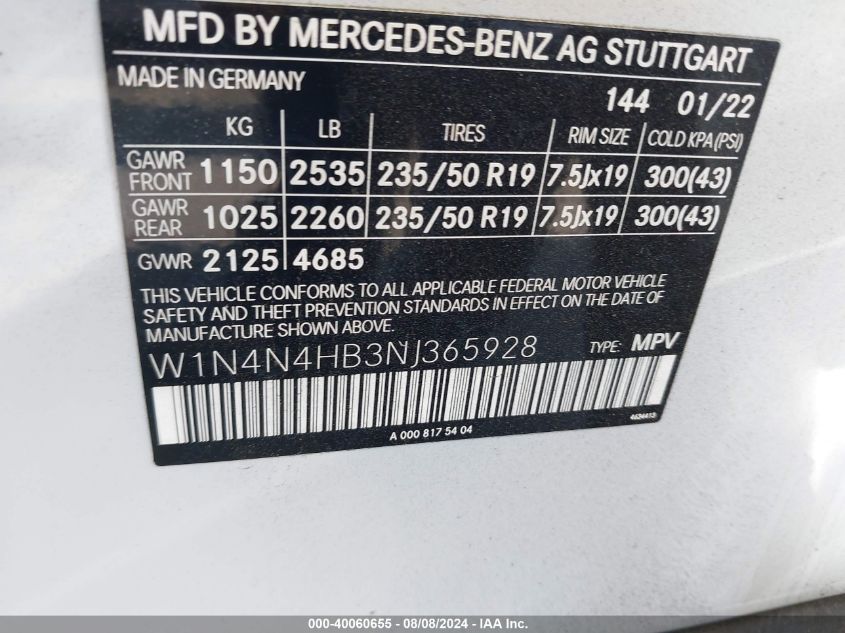 MFD BY MERCEDES-BENZ AG STUTTGART
MADE IN GERMANY
144 01/22
KG LB TIRES RIM SIZE COLD KPA(PSI)
GAWR FRONT 1150 2535 235/50 R19 7.5Jx19 300(43)
GAWR REAR 1025 2260 235/50 R19 7.5Jx19 300(43)
GVWR 2125 4685
THIS VEHICLE CONFORMS TO ALL APPLICABLE FEDERAL MOTOR VEHICLE
SAFETY AND THEFT PREVENTION STANDARDS IN EFFECT ON THE DATE OF
MANUFACTURE SHOWN ABOVE.
W1N4N4HB3NJ365928 TYPE: MPV
4634413
A 000 817 54 04
000-40060655 - 08/08/2024 - IAA Inc.